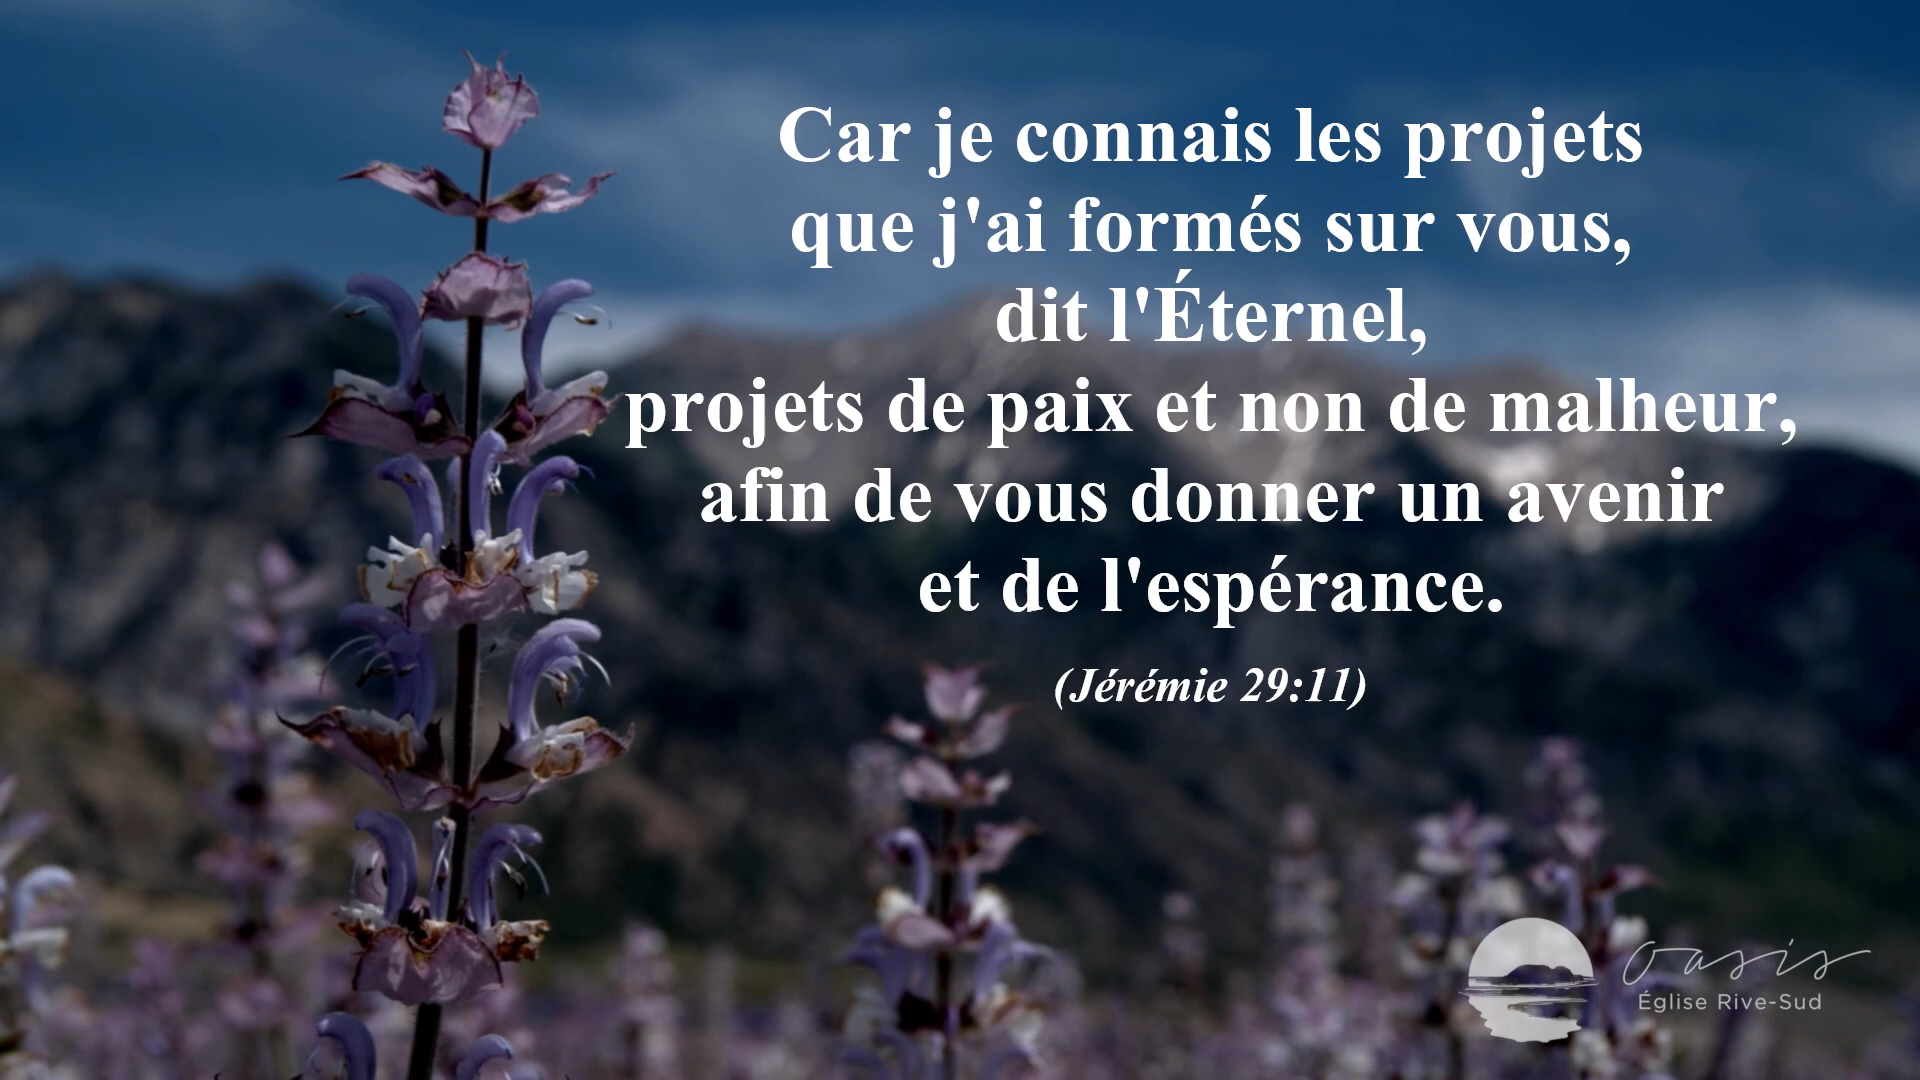 Car je connais les projets
que j'ai formés sur vous,
dit l'Éternel,
projets de paix et non de malheur,
afin de vous donner un avenir
et de l'espérance.
(Jérémie 29:11)
oasis
Église Rive-Sud